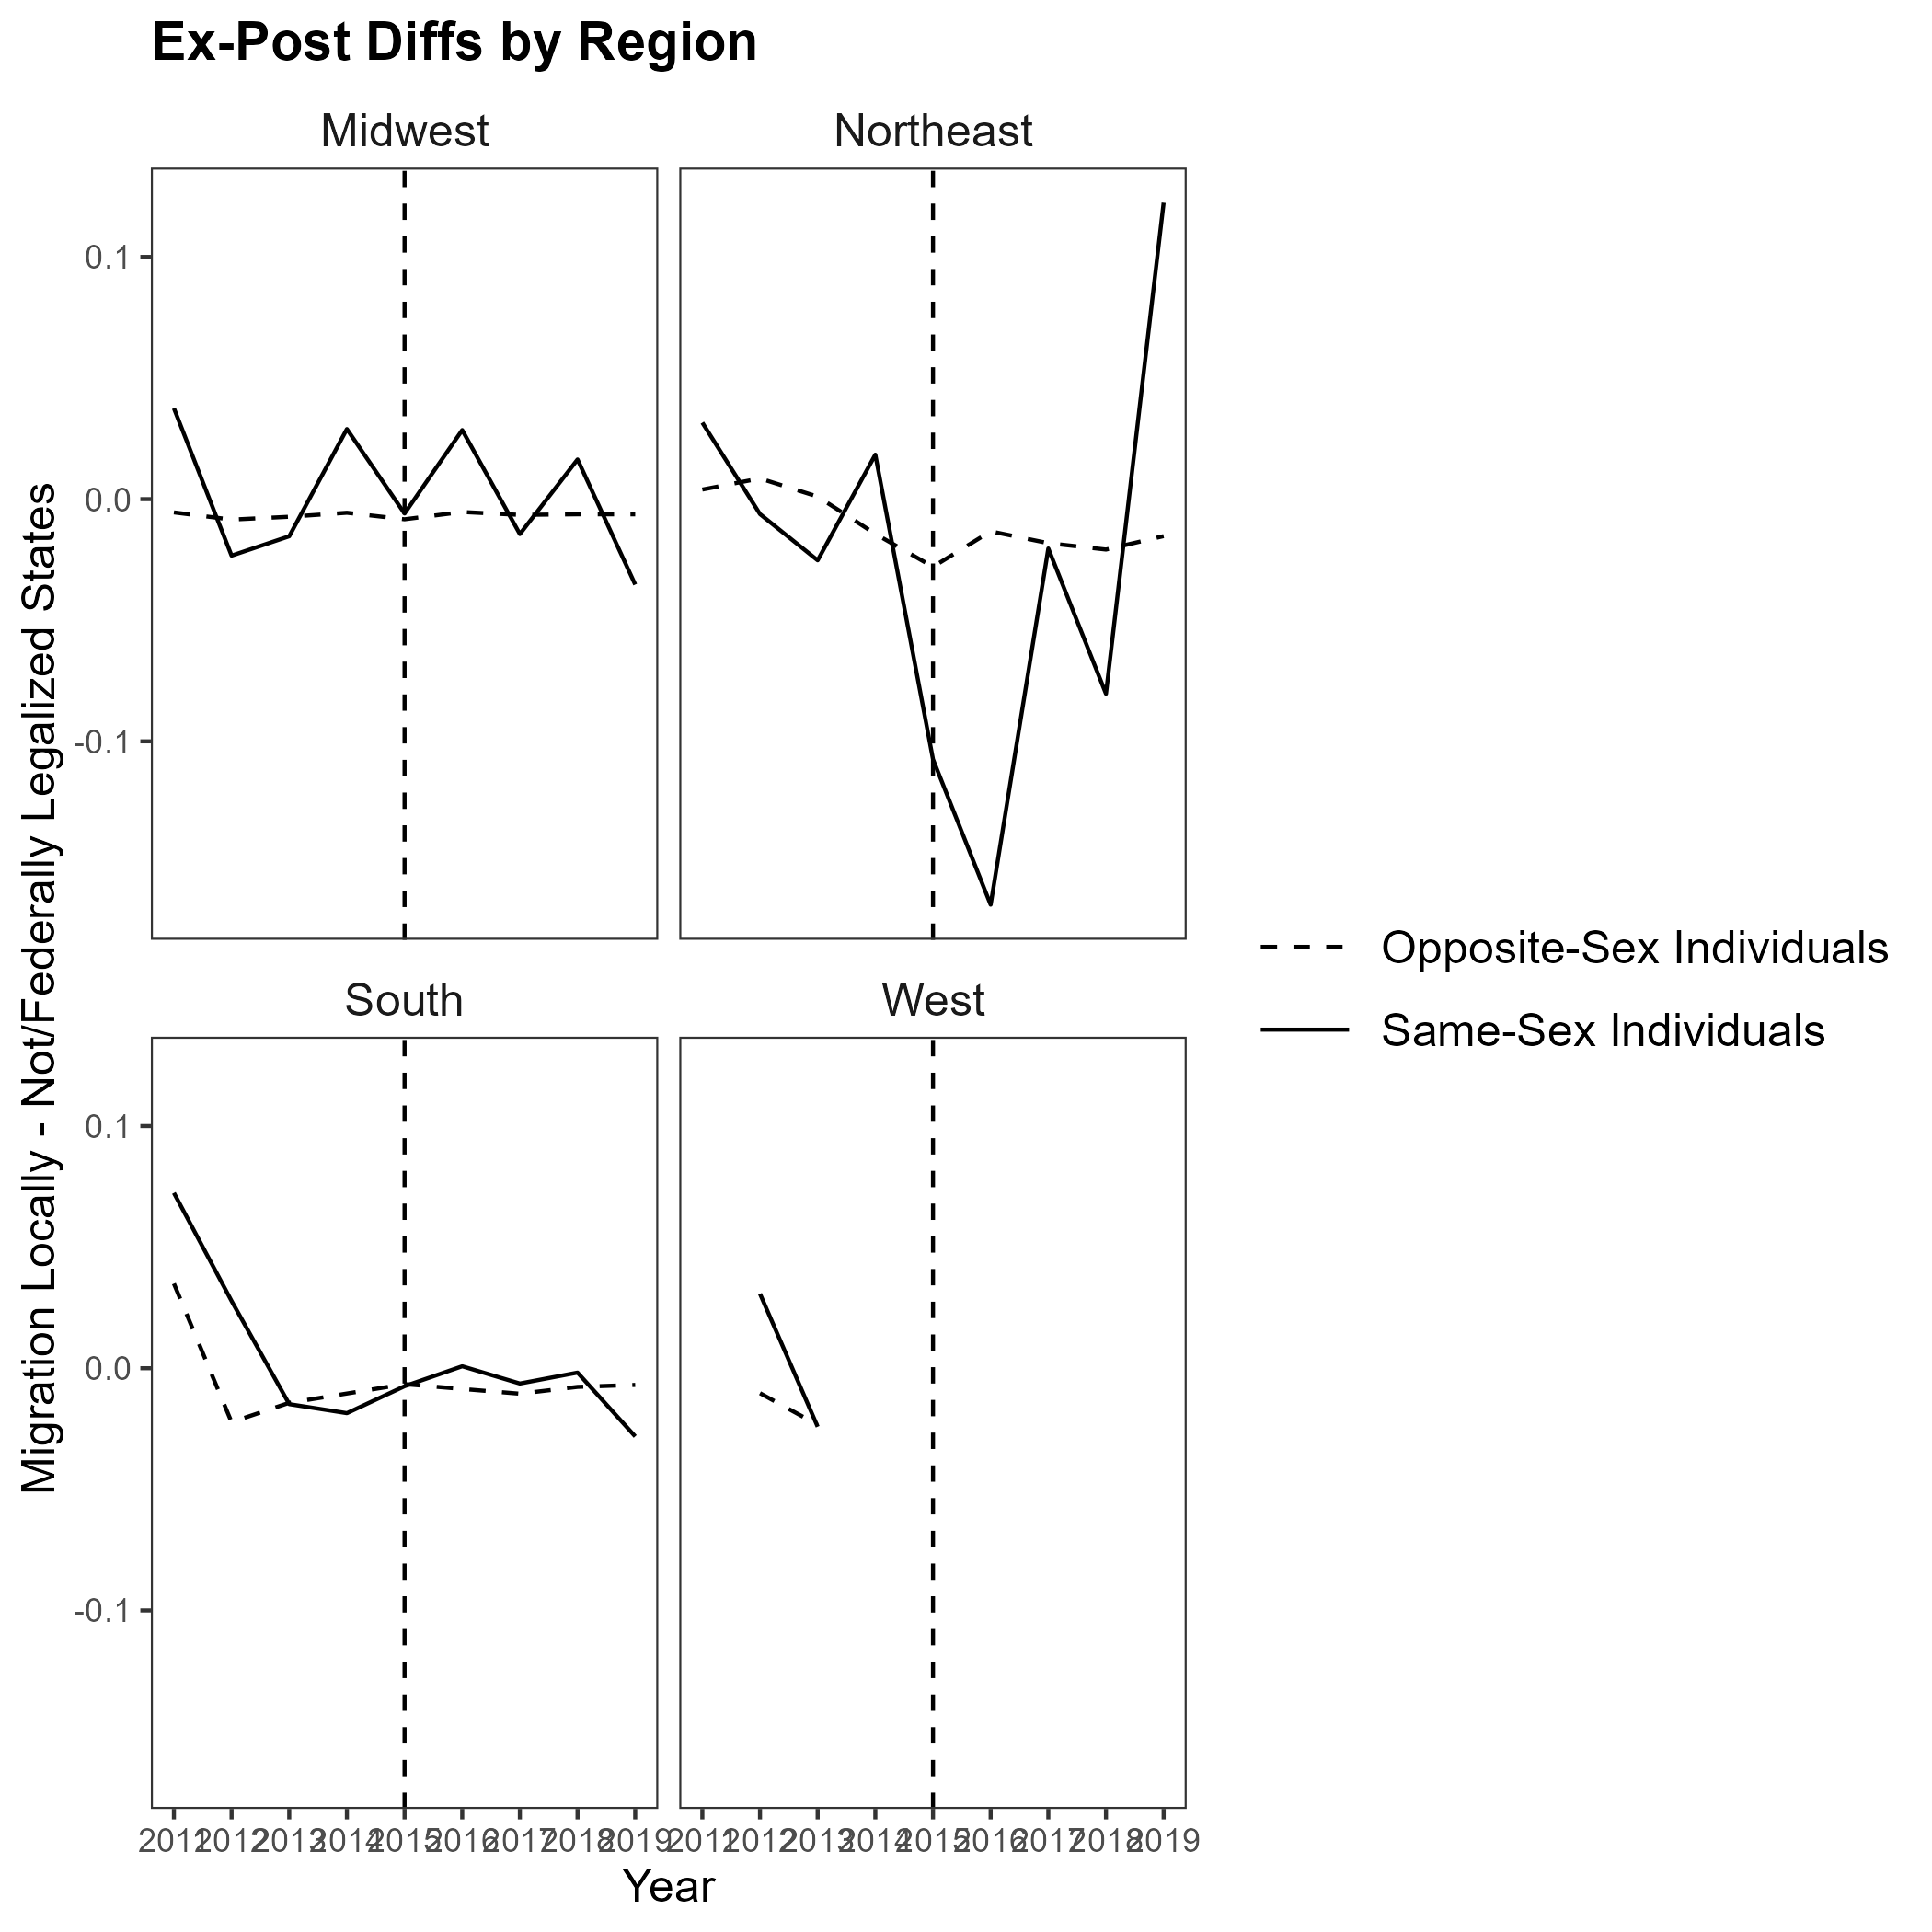 Ex-Post Diffs by Region
Midwest
Northeast
0.1
0.0
-0.1
South
West
0.1
0.0
-0.1
Migration Locally - Not/Federally Legalized States
2011 2012 2013 2014 2015 2016 2017 2018 2019
2011 2012 2013 2014 2015 2016 2017 2018 2019
Year
Opposite-Sex Individuals
Same-Sex Individuals